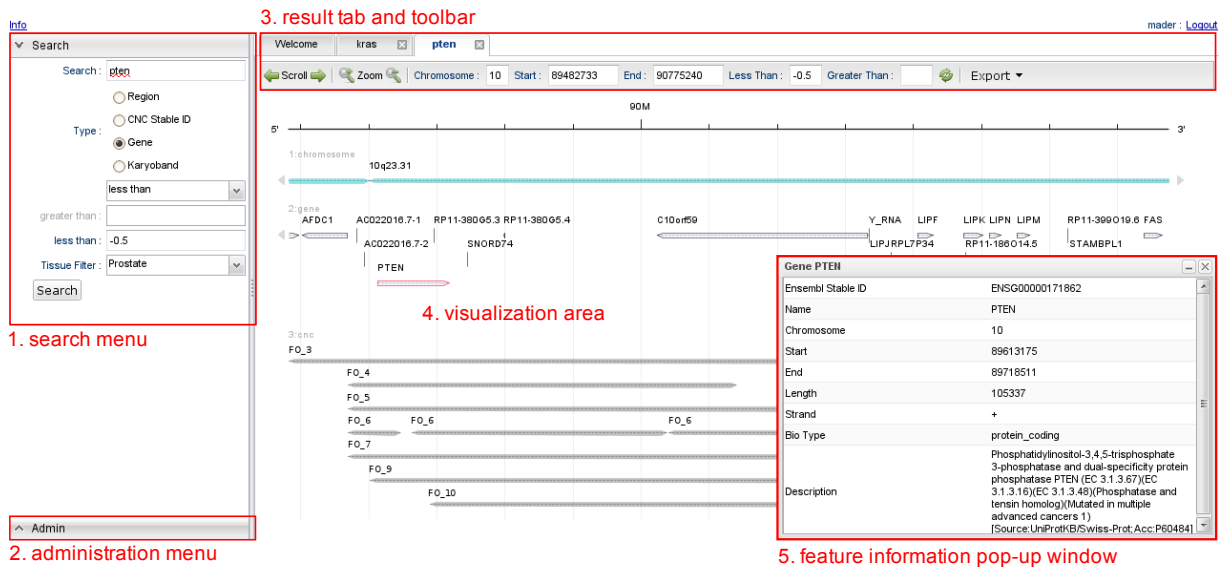 Info
3. result tab and toolbar
mader : Logout
Search
Search : pten
Type :
Region
CNC Stable ID
Gene
Karyoband
less than
greater than :
less than : -0.5
Tissue Filter : Prostate
Search
1. search menu
Admin
2. administration menu
Welcome kras pten
Scroll Zoom Chromosome : 10 Start : 89482733 End : 90775240 Less Than : -0.5 Greater Than : Export
90M
5' 3'
1:chromosome
10q23.31
2:gene
AFDC1 AC022016.7-1 RP11-380G5.3 RP11-380G5.4 C10orf59 Y_RNA LIPF LIPK LIPN LIPM RP11-399O19.6 FAS
AC022016.7-2 SNORD74 LIPJRPL7P34 RP11-186O14.5 STAMBPL1
PTEN
4. visualization area
3:cnc
FO_3
FO_4
FO_5
FO_6 FO_6 FO_6
FO_7
FO_9
FO_10
Gene PTEN
Ensembl Stable ID ENSG00000171862
Name PTEN
Chromosome 10
Start 89613175
End 89718511
Length 105337
Strand +
Bio Type protein_coding
Description
Phosphatidylinositol-3,4,5-trisphosphate
3-phosphatase and dual-specificity protein
phosphatase PTEN (EC 3.1.3.67)(EC
3.1.3.16)(EC 3.1.3.48)(Phosphatase and
tensin homolog)(Mutated in multiple
advanced cancers 1)
[Source:UniProtKB/Swiss-Prot;Acc:P60484]
5. feature information pop-up window